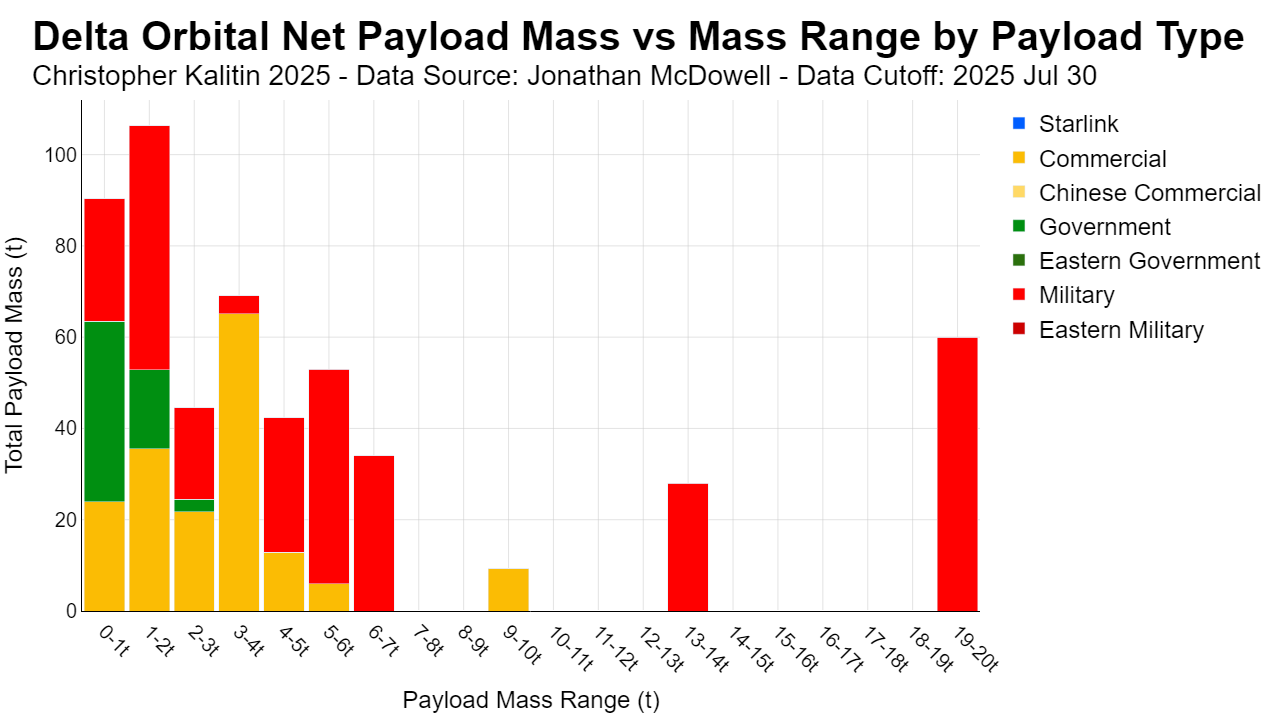 Delta Orbital Net Payload Mass vs Mass Range by Payload Type
Christopher Kalitin 2025 - Data Source: Jonathan McDowell - Data Cutoff: 2025 Jul 30
Total Payload Mass (t)
100
80
60
40
20
0
0-1t
1-2t
2-3t
3-4t
4-5t
5-6t
6-7t
7-8t
8-9t
9-10t
10-11t
11-12t
12-13t
13-14t
14-15t
15-16t
16-17t
17-18t
18-19t
19-20t
Payload Mass Range (t)
Starlink
Commercial
Chinese Commercial
Government
Eastern Government
Military
Eastern Military